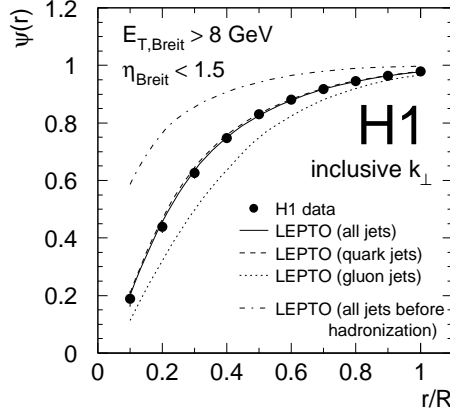 ψ(r)
1.2
1
0.8
0.6
0.4
0.2
0
E_T,Breit > 8 GeV
η_Breit < 1.5
H1
inclusive k_⊥
H1 data
LEPTO (all jets)
LEPTO (quark jets)
LEPTO (gluon jets)
LEPTO (all jets before
hadronization)
0 0.2 0.4 0.6 0.8 1
r/R